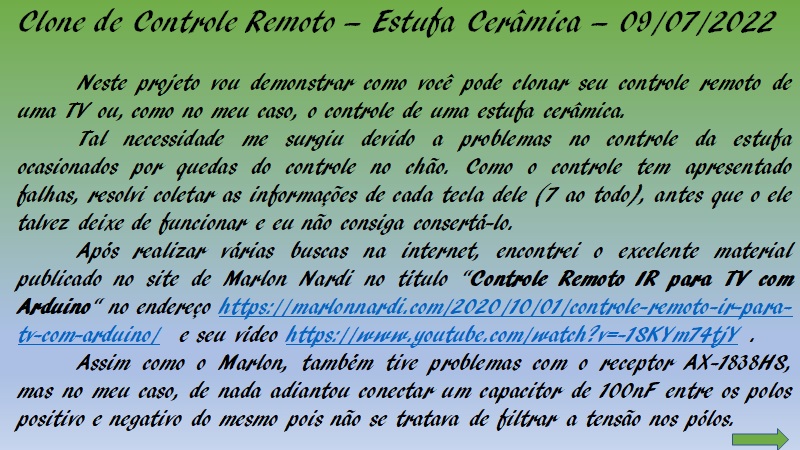 Clone de Controle Remoto – Estufa Cerâmica – 09/07/2022
Neste projeto vou demonstrar como você pode clonar seu controle remoto de
uma TV ou, como no meu caso, o controle de uma estufa cerâmica.
Tal necessidade me surgiu devido a problemas no controle da estufa
ocasionados por quedas do controle no chão. Como o controle tem apresentado
falhas, resolvi coletar as informações de cada tecla dele (7 ao todo), antes que o ele
talvez deixe de funcionar e eu não consiga consertá-lo.
Após realizar várias buscas na internet, encontrei o excelente material
publicado no site de Marlon Nardi no titulo “Controle Remoto IR para TV com
Arduino“ no endereço https://marlonnardi.com/2020/10/01/controle-remoto-ir-para-
tv-com-arduino/ e seu video https://www.youtube.com/watch?v=-1SKYm74tjY .
Assim como o Marlon, também tive problemas com o receptor AX-1838HS,
mas no meu caso, de nada adiantou conectar um capacitor de 100nF entre os polos
positivo e negativo do mesmo pois não se tratava de filtrar a tensão nos pólos.